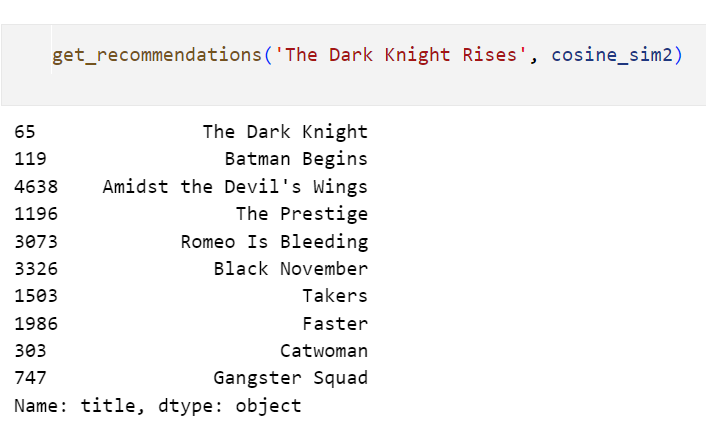 get_recommendations('The Dark Knight Rises', cosine_sim2)
65 The Dark Knight
119 Batman Begins
4638 Amidst the Devil's Wings
1196 The Prestige
3073 Romeo Is Bleeding
3326 Black November
1503 Takers
1986 Faster
303 Catwoman
747 Gangster Squad
Name: title, dtype: object